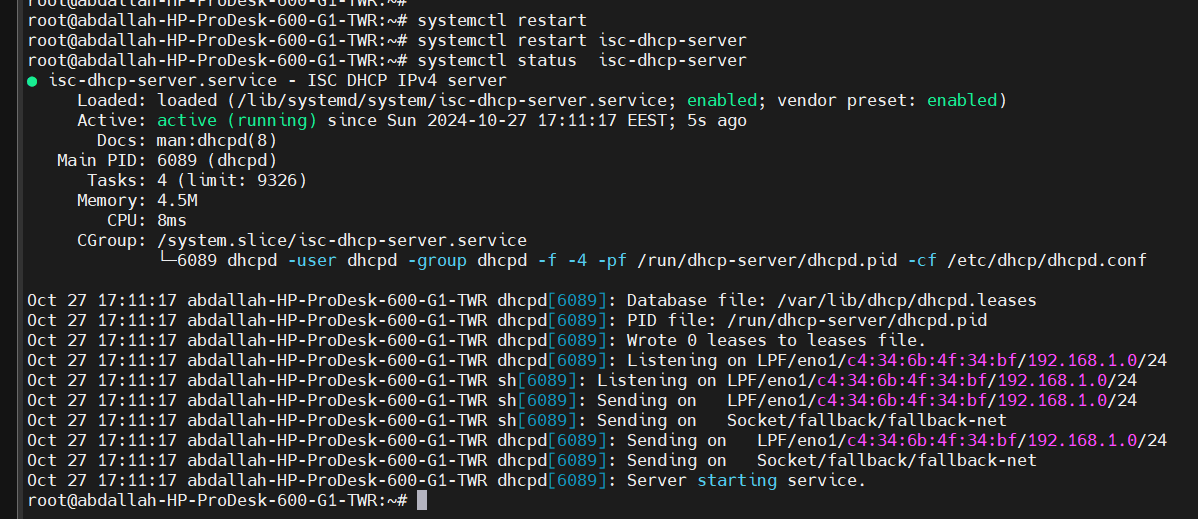 root@abdallah-HP-ProDesk-600-G1-TWR:~#
root@abdallah-HP-ProDesk-600-G1-TWR:~# systemctl restart
root@abdallah-HP-ProDesk-600-G1-TWR:~# systemctl restart isc-dhcp-server
root@abdallah-HP-ProDesk-600-G1-TWR:~# systemctl status  isc-dhcp-server
● isc-dhcp-server.service - ISC DHCP IPv4 server
     Loaded: loaded (/lib/systemd/system/isc-dhcp-server.service; enabled; vendor preset: enabled)
     Active: active (running) since Sun 2024-10-27 17:11:17 EEST; 5s ago
       Docs: man:dhcpd(8)
   Main PID: 6089 (dhcpd)
      Tasks: 4 (limit: 9326)
     Memory: 4.5M
        CPU: 8ms
     CGroup: /system.slice/isc-dhcp-server.service
             └─6089 dhcpd -user dhcpd -group dhcpd -f -4 -pf /run/dhcp-server/dhcpd.pid -cf /etc/dhcp/dhcpd.conf
Oct 27 17:11:17 abdallah-HP-ProDesk-600-G1-TWR dhcpd[6089]: Database file: /var/lib/dhcp/dhcpd.leases
Oct 27 17:11:17 abdallah-HP-ProDesk-600-G1-TWR dhcpd[6089]: PID file: /run/dhcp-server/dhcpd.pid
Oct 27 17:11:17 abdallah-HP-ProDesk-600-G1-TWR dhcpd[6089]: Wrote 0 leases to leases file.
Oct 27 17:11:17 abdallah-HP-ProDesk-600-G1-TWR dhcpd[6089]: Listening on LPF/eno1/c4:34:6b:4f:34:bf/192.168.1.0/24
Oct 27 17:11:17 abdallah-HP-ProDesk-600-G1-TWR sh[6089]: Listening on LPF/eno1/c4:34:6b:4f:34:bf/192.168.1.0/24
Oct 27 17:11:17 abdallah-HP-ProDesk-600-G1-TWR sh[6089]: Sending on   LPF/eno1/c4:34:6b:4f:34:bf/192.168.1.0/24
Oct 27 17:11:17 abdallah-HP-ProDesk-600-G1-TWR sh[6089]: Sending on   Socket/fallback/fallback-net
Oct 27 17:11:17 abdallah-HP-ProDesk-600-G1-TWR dhcpd[6089]: Sending on   LPF/eno1/c4:34:6b:4f:34:bf/192.168.1.0/24
Oct 27 17:11:17 abdallah-HP-ProDesk-600-G1-TWR dhcpd[6089]: Sending on   Socket/fallback/fallback-net
Oct 27 17:11:17 abdallah-HP-ProDesk-600-G1-TWR dhcpd[6089]: Server starting service.
root@abdallah-HP-ProDesk-600-G1-TWR:~#